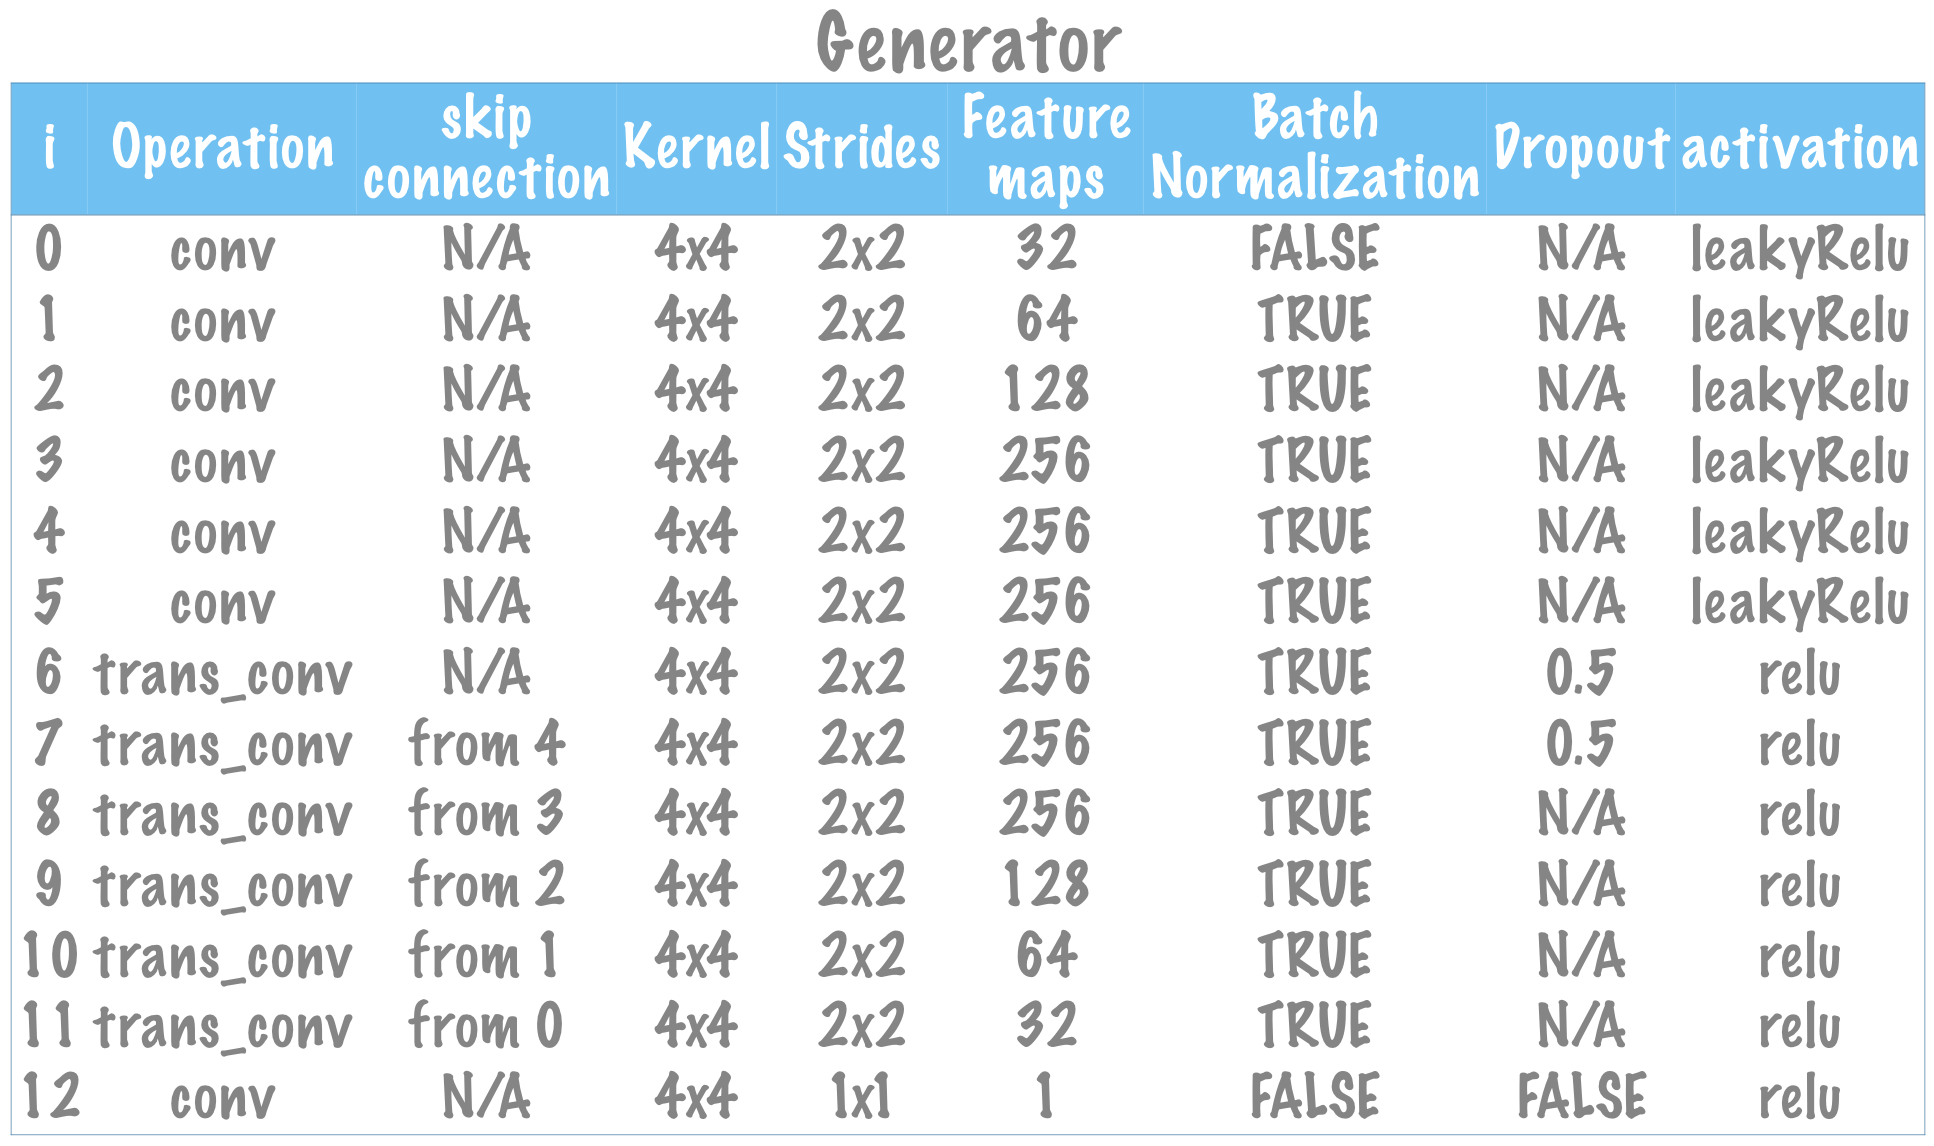 Generator
i Operation skip connection Kernel Strides Feature maps Batch Normalization Dropout activation
0 conv N/A 4x4 2x2 32 FALSE N/A leakyRelu
1 conv N/A 4x4 2x2 64 TRUE N/A leakyRelu
2 conv N/A 4x4 2x2 128 TRUE N/A leakyRelu
3 conv N/A 4x4 2x2 256 TRUE N/A leakyRelu
4 conv N/A 4x4 2x2 256 TRUE N/A leakyRelu
5 conv N/A 4x4 2x2 256 TRUE N/A leakyRelu
6 trans_conv N/A 4x4 2x2 256 TRUE 0.5 relu
7 trans_conv from 4 4x4 2x2 256 TRUE 0.5 relu
8 trans_conv from 3 4x4 2x2 256 TRUE N/A relu
9 trans_conv from 2 4x4 2x2 128 TRUE N/A relu
10 trans_conv from 1 4x4 2x2 64 TRUE N/A relu
11 trans_conv from 0 4x4 2x2 32 TRUE N/A relu
12 conv N/A 4x4 1x1 1 FALSE FALSE relu